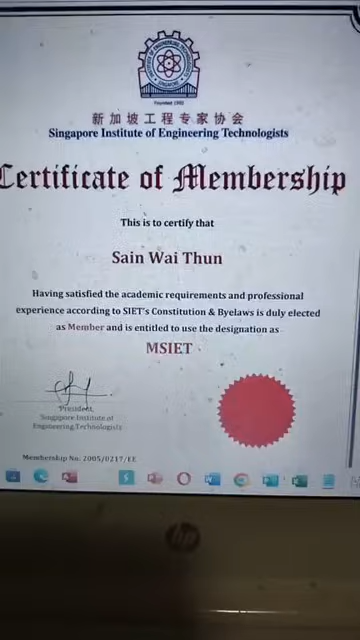 Founded 1982
新加坡工程专家协会
Singapore Institute of Engineering Technologists
Certificate of Membership
This is to certify that
Sain Wai Thun
Having satisfied the academic requirements and professional
experience according to SIET's Constitution & Byelaws is duly elected
as Member and is entitled to use the designation as
MSIET
President,
Singapore Institute of
Engineering Technologists
Membership No. 2005/0217/EE
hp